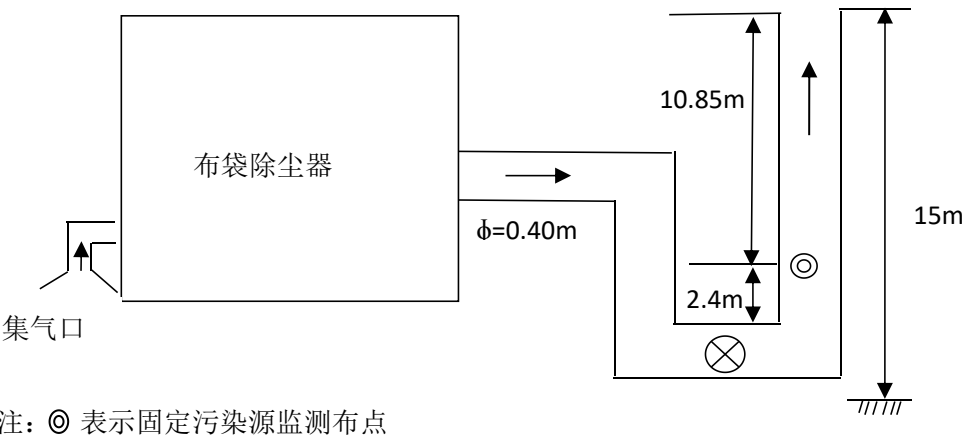 10.85m
布袋除尘器
15m
ϕ=0.40m
2.4m
集气口
注：◎ 表示固定污染源监测布点